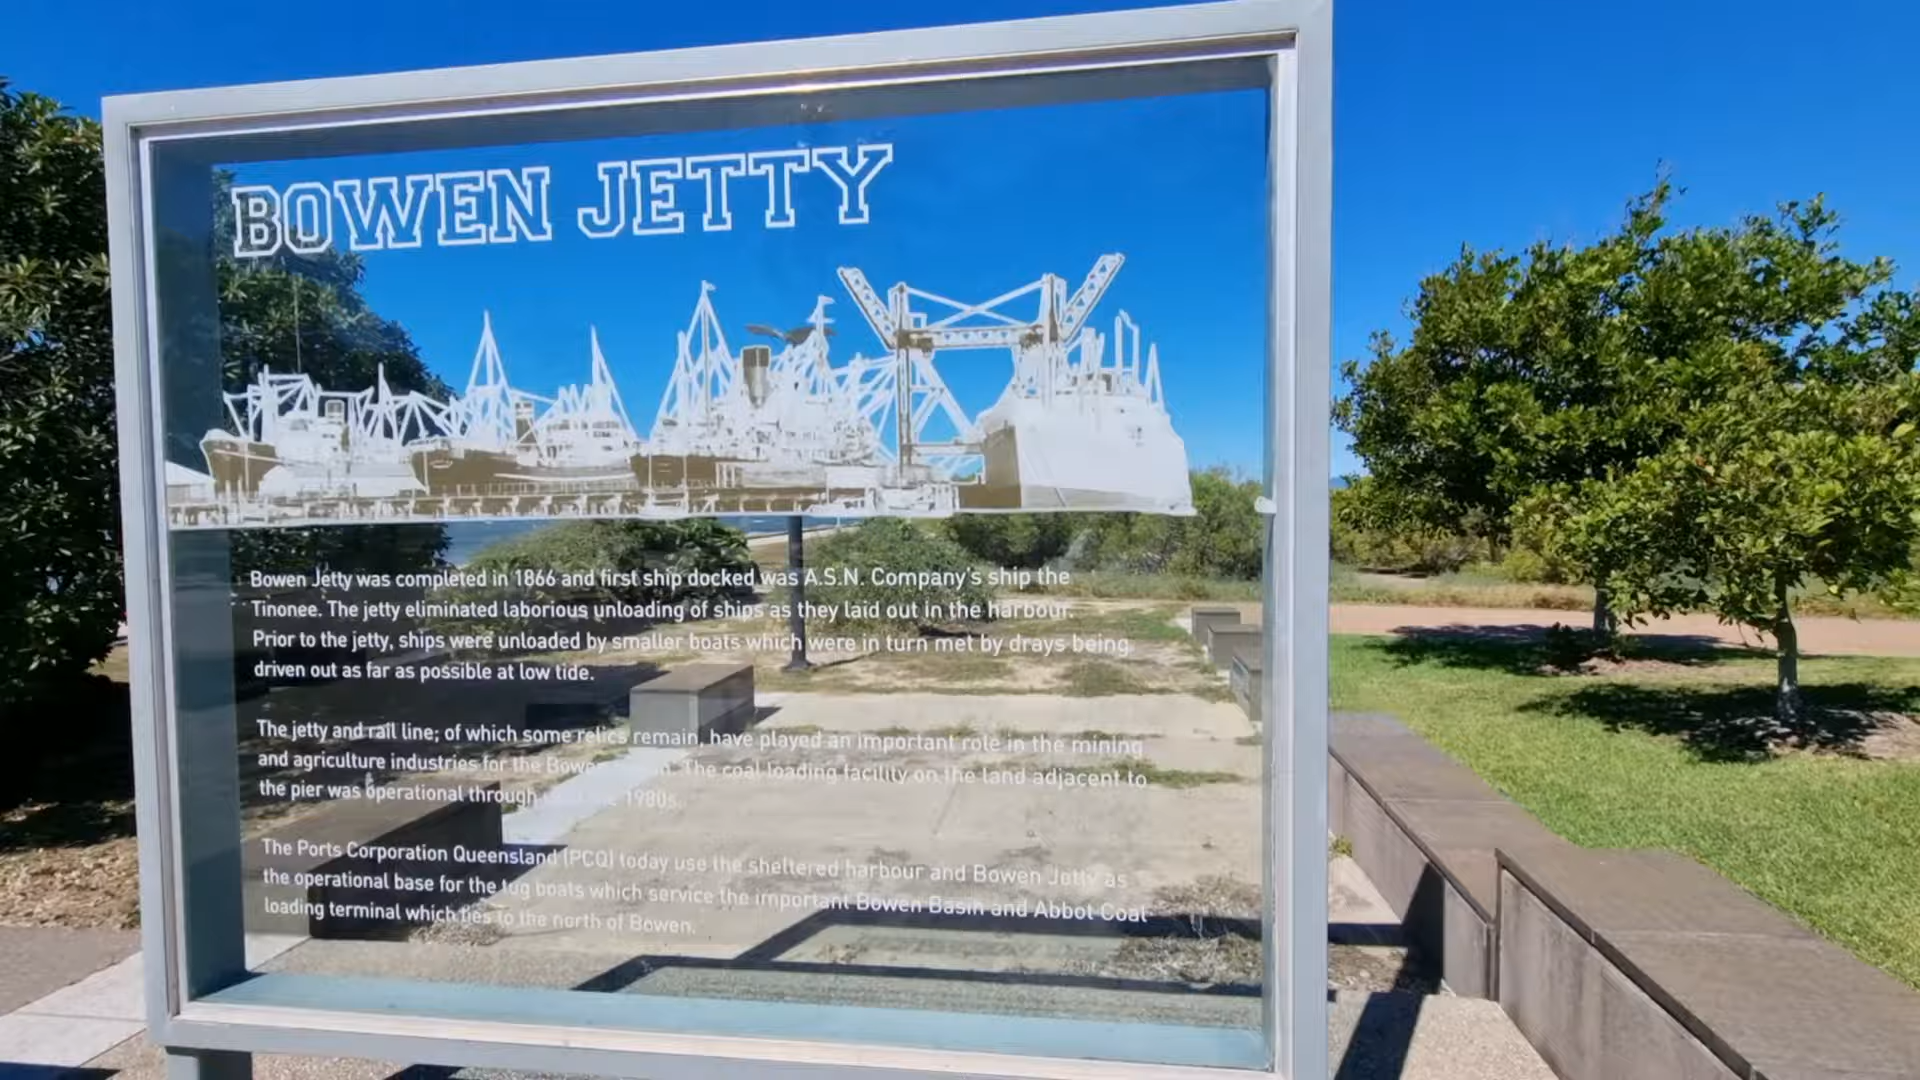 BOWEN JETTY
Bowen Jetty was completed in 1866 and first ship docked was A.S.N. Company's ship the
Tinonee. The jetty eliminated laborious unloading of ships as they laid out in the harbour.
Prior to the jetty, ships were unloaded by smaller boats which were in turn met by drays being
driven out as far as possible at low tide.
The jetty and rail line; of which some relics remain, have played an important role in the mining
and agriculture industries for the Bowen The coal loading facility on the land adjacent to
the pier was operational through 1980s.
The Ports Corporation Queensland (PCQ) today use the sheltered harbour and Bowen Jetty as
the operational base for the tug boats which service the important Bowen Basin and Abbot Coal
loading terminal which lies to the north of Bowen.